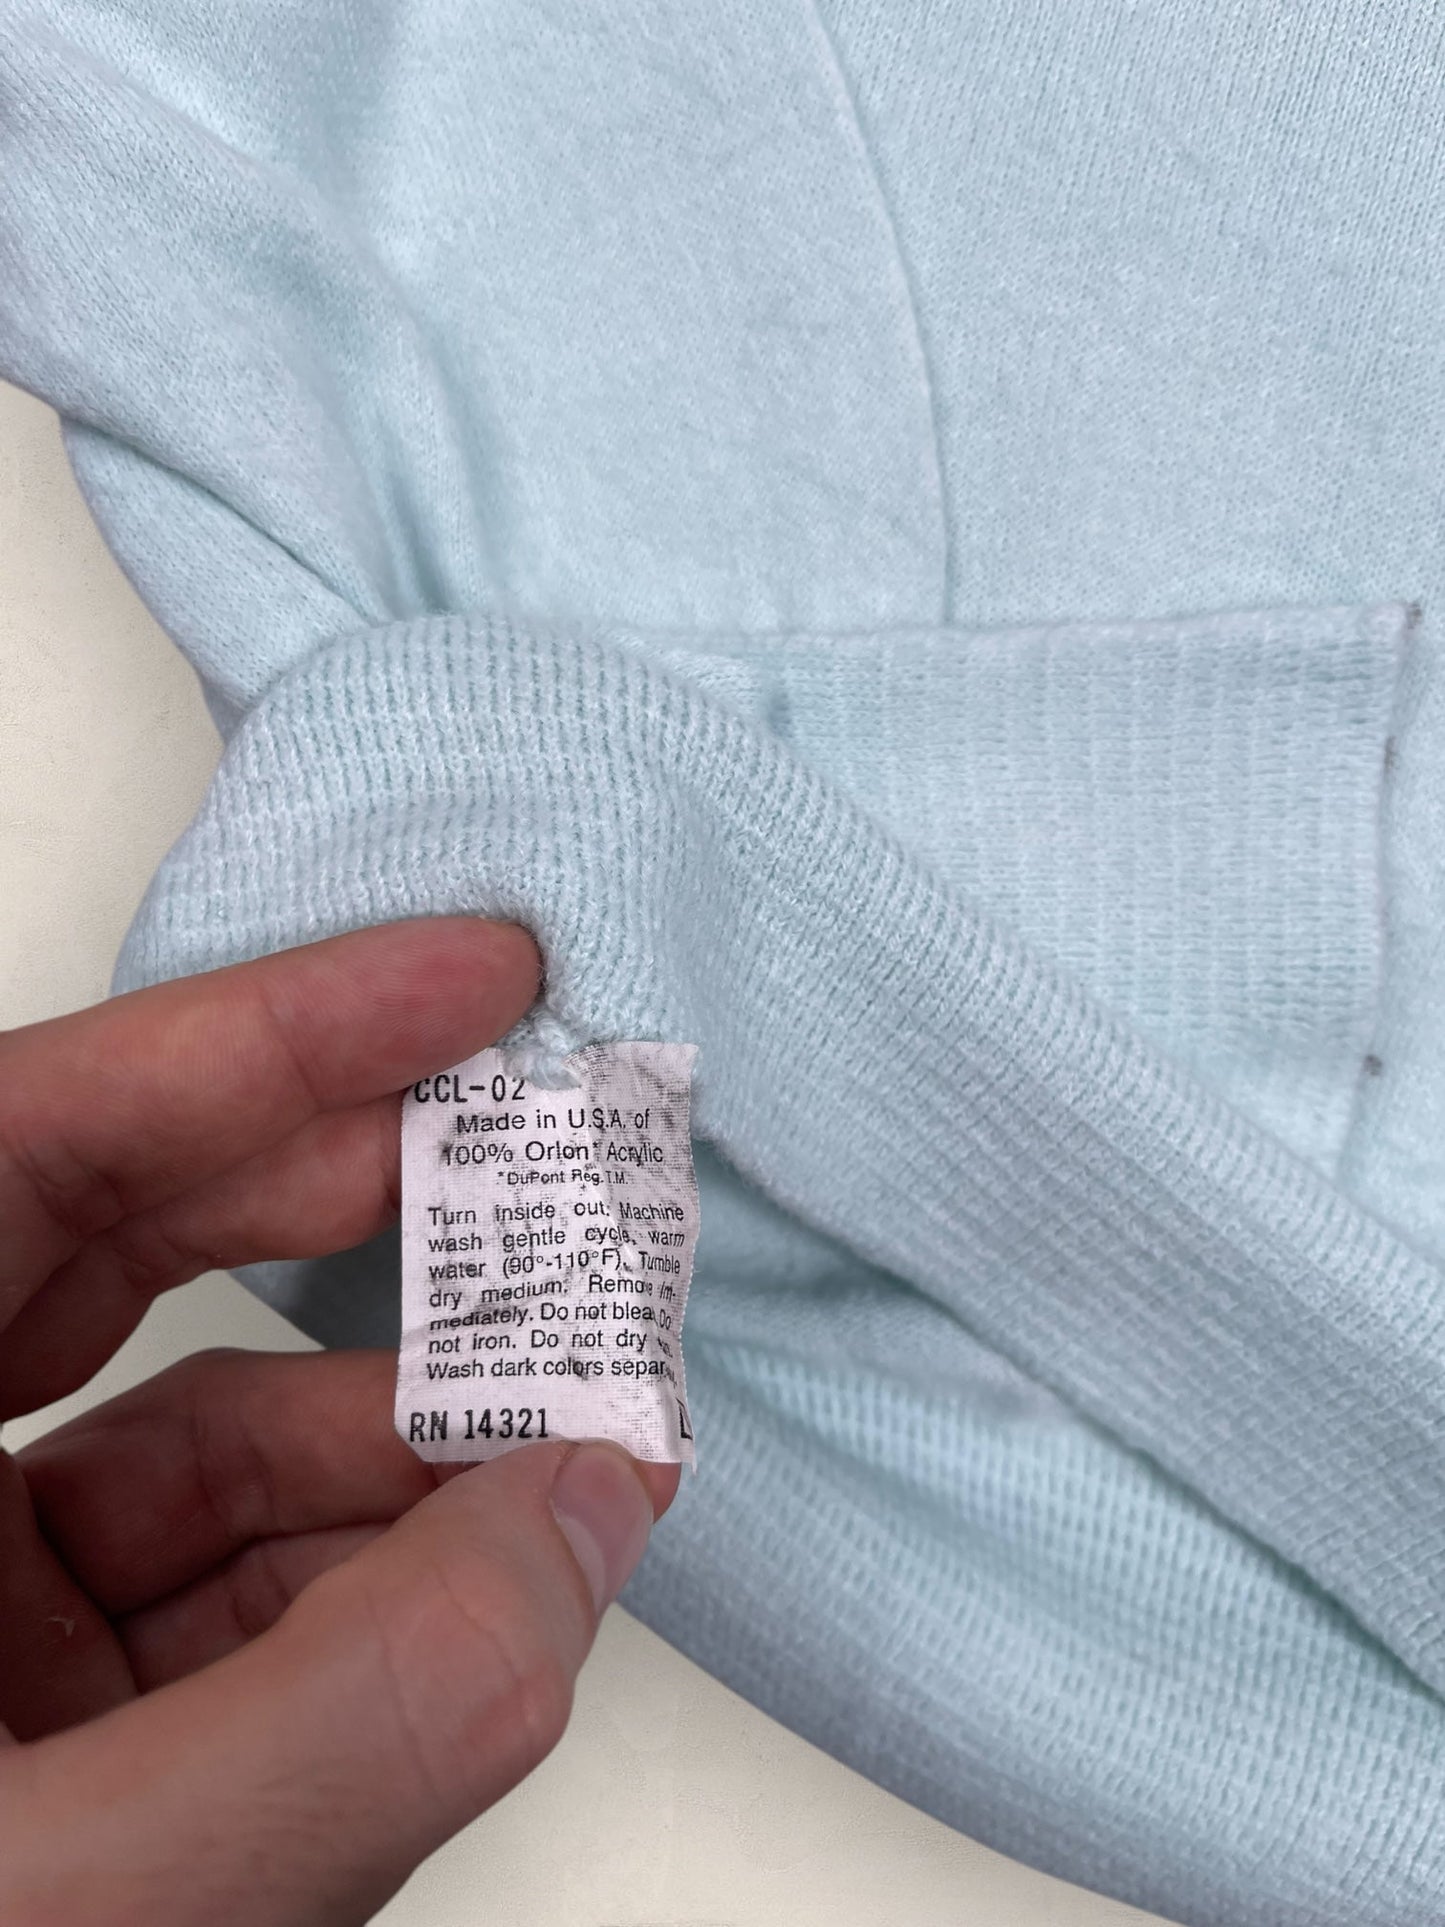 CCL-02
Made in U.S.A. of
100% Orlon* Acrylic
*DuPont Reg. T.M.
Turn inside out. Machine
wash gentle cycle, warm
water (90°-110°F). Tumble
dry medium. Remove im-
mediately. Do not bleach. Do
not iron. Do not dry
Wash dark colors separ
RN 14321